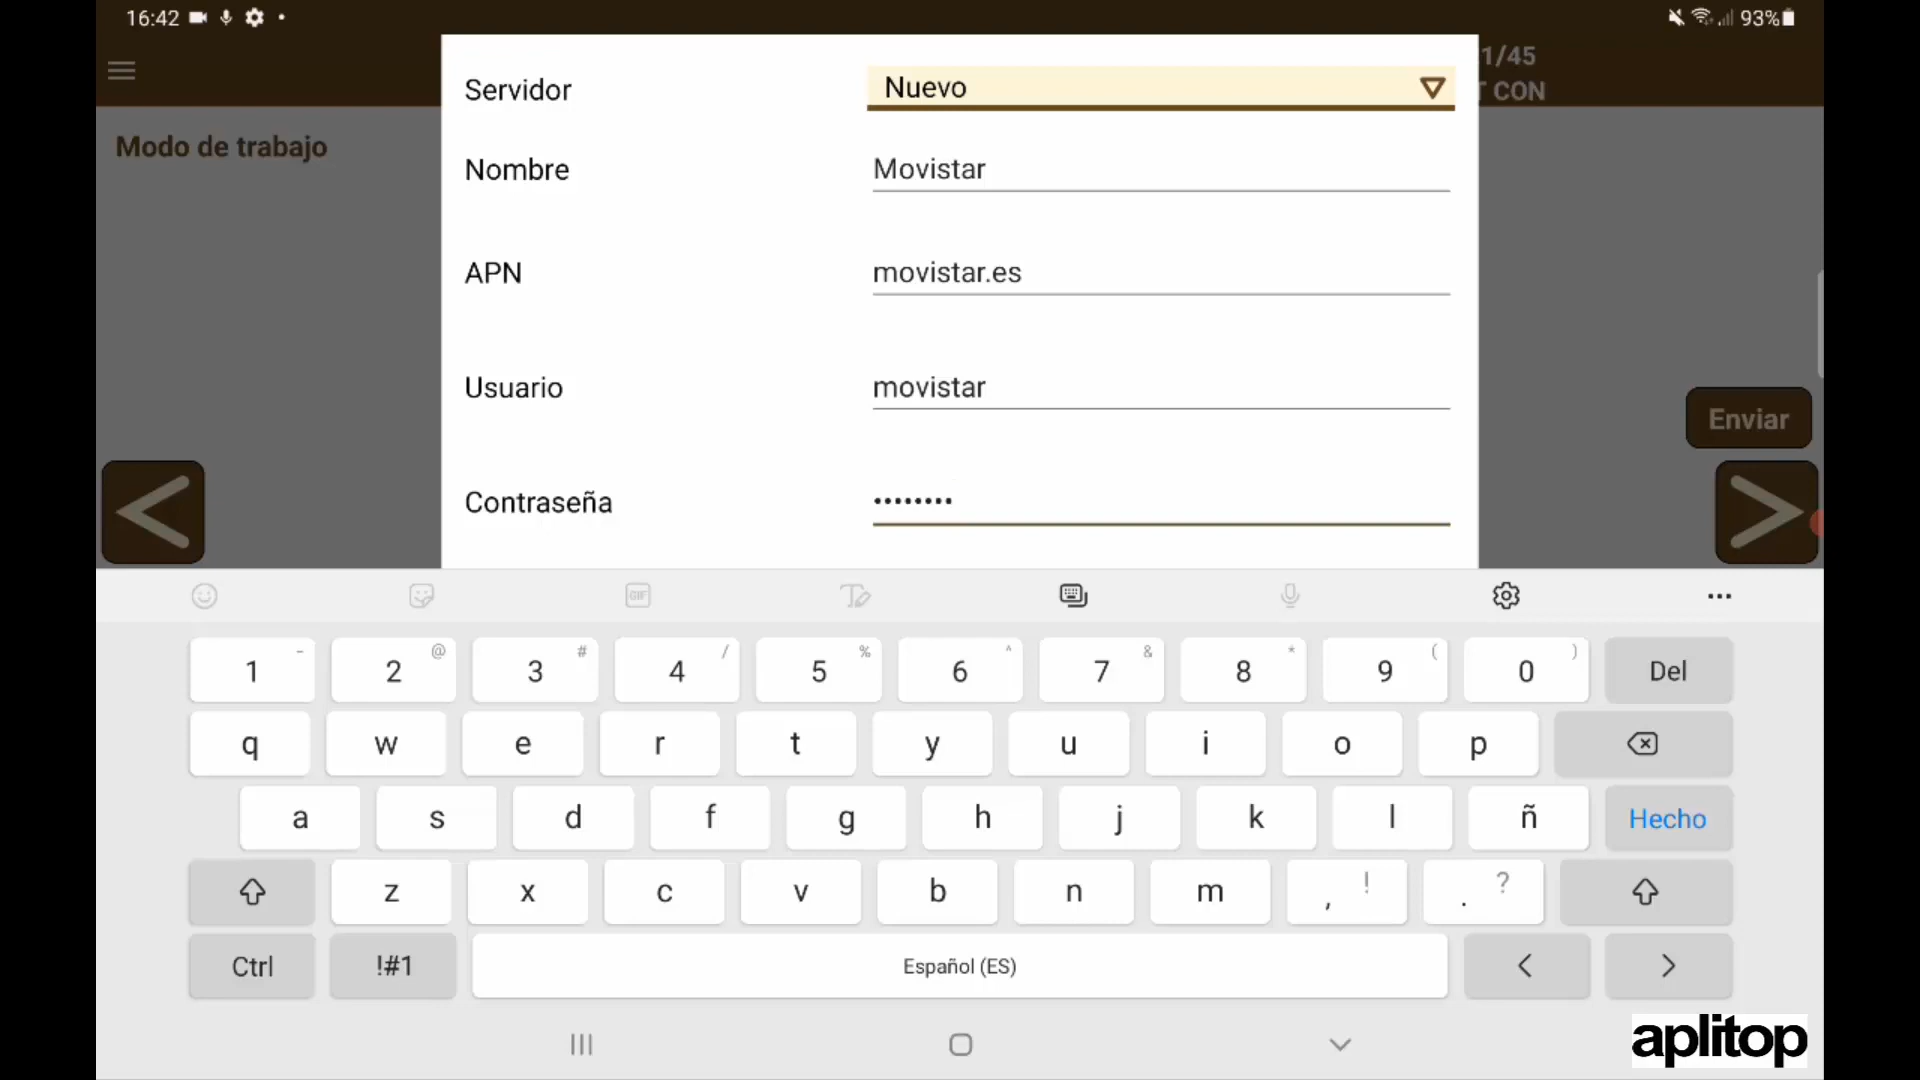 16:42
93%
1/45
T CON
Servidor
Nuevo
Modo de trabajo
Nombre
Movistar
APN
movistar.es
Usuario
movistar
Enviar
Contraseña
••••••••
GIF
1 - 2 @ 3 # 4 / 5 % 6 ^ 7 & 8 * 9 ( 0 ) Del
q w e r t y u i o p
a s d f g h j k l ñ Hecho
z x c v b n m , ! . ?
Ctrl !#1 Español (ES) < >
aplitop